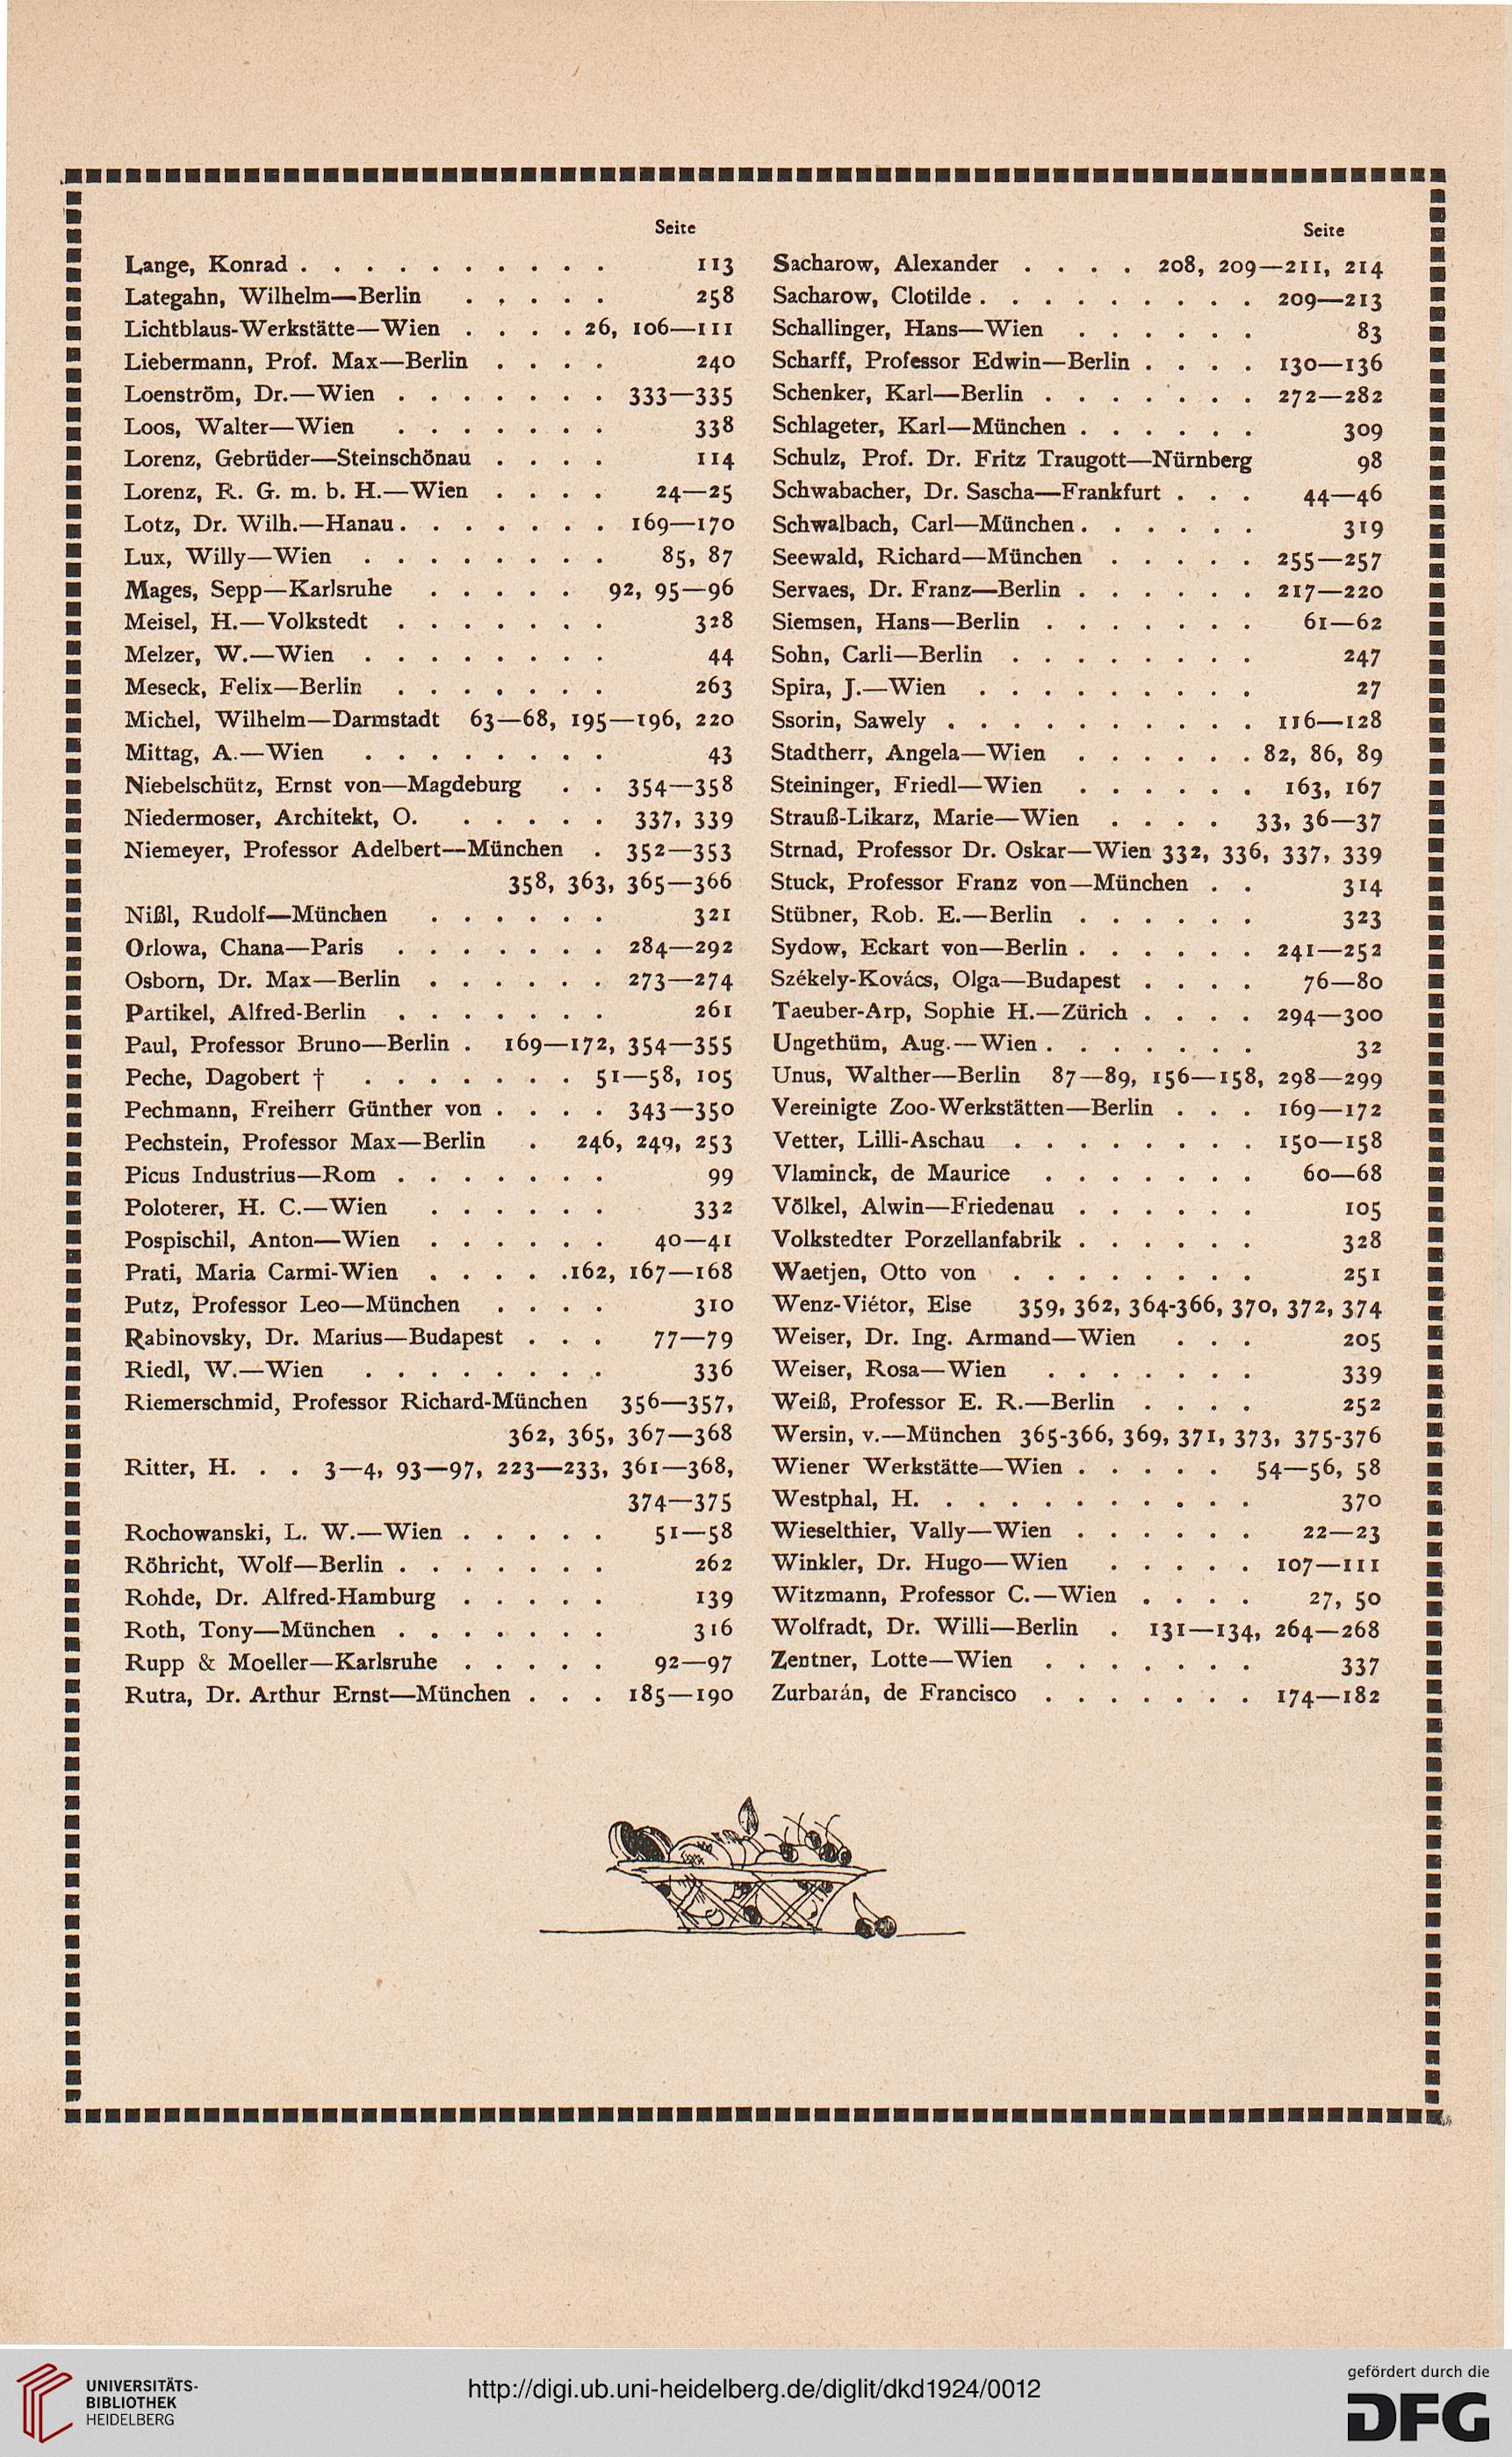 Seite
Lange, Konrad . . . . . . . . . . 113
Lategahn, Wilhelm—Berlin . . . . . 258
Lichtblaus-Werkstätte—Wien . . . . 26, 106—111
Liebermann, Prof. Max—Berlin . . . . 240
Loenström, Dr.—Wien . . . . . . . 333—335
Loos, Walter—Wien . . . . . . . 338
Lorenz, Gebrüder—Steinschönau . . . . 114
Lorenz, R. G. m. b. H.—Wien . . . . 24—25
Lotz, Dr. Wilh.—Hanau . . . . . . . 169—170
Lux, Willy—Wien . . . . . . . . 85, 87
Mages, Sepp—Karlsruhe . . . . . 92, 95—96
Meisel, H.—Volkstedt . . . . . . . 328
Melzer, W.—Wien . . . . . . . . 44
Meseck, Felix—Berlin . . . . . . . 263
Michel, Wilhelm—Darmstadt 63—68, 195—196, 220
Mittag, A.—Wien . . . . . . . . 43
Niebelschütz, Ernst von—Magdeburg . . 354—358
Niedermoser, Architekt, O. . . . . . 337, 339
Niemeyer, Professor Adelbert—München . 352—353
358, 363, 365—366
Nißl, Rudolf—München . . . . . . 321
Orlowa, Chana—Paris . . . . . . . 284—292
Osborn, Dr. Max—Berlin . . . . . . 273—274
Partikel, Alfred-Berlin . . . . . . . 261
Paul, Professor Bruno—Berlin . 169—172, 354—355
Peche, Dagobert † . . . . . . . . 51—58, 105
Pechmann, Freiherr Günther von . . . . 343—350
Pechstein, Professor Max—Berlin . 246, 249, 253
Picus Industrius—Rom . . . . . . . 99
Poloterer, H. C.—Wien . . . . . . 332
Pospischil, Anton—Wien . . . . . . 40—41
Prati, Maria Carmi-Wien . . . . . 162, 167—168
Putz, Professor Leo—München . . . . 310
Rabinovsky, Dr. Marius—Budapest . . . 77—79
Riedl, W.—Wien . . . . . . . . 336
Riemerschmid, Professor Richard-München 356—357,
362, 365, 367—368
Ritter, H. . . . 3—4, 93—97, 223—233, 361—368,
374—375
Rochowanski, L. W.—Wien . . . . . 51—58
Röhricht, Wolf—Berlin . . . . . . . 262
Rohde, Dr. Alfred-Hamburg . . . . . 139
Roth, Tony—München . . . . . . . 316
Rupp & Moeller—Karlsruhe . . . . . 92—97
Rutra, Dr. Arthur Ernst—München . . . 185—190
Seite
Sacharow, Alexander . . . . 208, 209—211, 214
Sacharow, Clotilde . . . . . . . . . 209—213
Schallinger, Hans—Wien . . . . . . 83
Scharff, Professor Edwin—Berlin . . . . 130—136
Schenker, Karl—Berlin . . . . . . . 272—282
Schlageter, Karl—München . . . . . . 309
Schulz, Prof. Dr. Fritz Traugott—Nürnberg 98
Schwabacher, Dr. Sascha—Frankfurt . . . 44—46
Schwalbach, Carl—München . . . . . . 319
Seewald, Richard—München . . . . . 255—257
Servaes, Dr. Franz—Berlin . . . . . . 217—220
Siemsen, Hans—Berlin . . . . . . . 61—62
Sohn, Carli—Berlin . . . . . . . . 247
Spira, J.—Wien . . . . . . . . . 27
Ssorin, Sawely . . . . . . . . . . 116—128
Stadtherr, Angela—Wien . . . . . . 82, 86, 89
Steininger, Friedl—Wien . . . . . . 163, 167
Strauß-Likarz, Marie—Wien . . . . 33, 36—37
Strnad, Professor Dr. Oskar—Wien 332, 336, 337, 339
Stuck, Professor Franz von—München . . 314
Stübner, Rob. E.—Berlin . . . . . . 323
Sydow, Eckart von—Berlin . . . . . . 241—252
Székely-Kovács, Olga—Budapest . . . . 76—80
Taeuber-Arp, Sophie H.—Zürich . . . . 294—300
Ungethüm, Aug.—Wien . . . . . . . 32
Unus, Walther—Berlin 87—89, 156—158, 298—299
Vereinigte Zoo-Werkstätten—Berlin . . . 169—172
Vetter, Lilli-Aschau . . . . . . . . 150—158
Vlaminck, de Maurice . . . . . . . 60—68
Völkel, Alwin—Friedenau . . . . . . 105
Volkstedter Porzellanfabrik . . . . . . 328
Waetjen, Otto von . . . . . . . . 251
Wenz-Viétor, Else 359, 362, 364-366, 370, 372, 374
Weiser, Dr. Ing. Armand—Wien . . . 205
Weiser, Rosa—Wien . . . . . . . 339
Weiß, Professor E. R.—Berlin . . . . 252
Wersin, v.—München 365-366, 369, 371, 373, 375-376
Wiener Werkstätte—Wien . . . . . 54—56, 58
Westphal, H. . . . . . . . . . . 370
Wieselthier, Vally—Wien . . . . . . 22—23
Winkler, Dr. Hugo—Wien . . . . . 107—111
Witzmann, Professor C.—Wien . . . . 27, 50
Wolfradt, Dr. Willi—Berlin . 131—134, 264—268
Zentner, Lotte—Wien . . . . . . . 337
Zurbarán, de Francisco . . . . . . . 174—182
UNIVERSITÄTS-
BIBLIOTHEK
HEIDELBERG
http://digi.ub.uni-heidelberg.de/diglit/dkd1924/0012
gefördert durch die
DFG